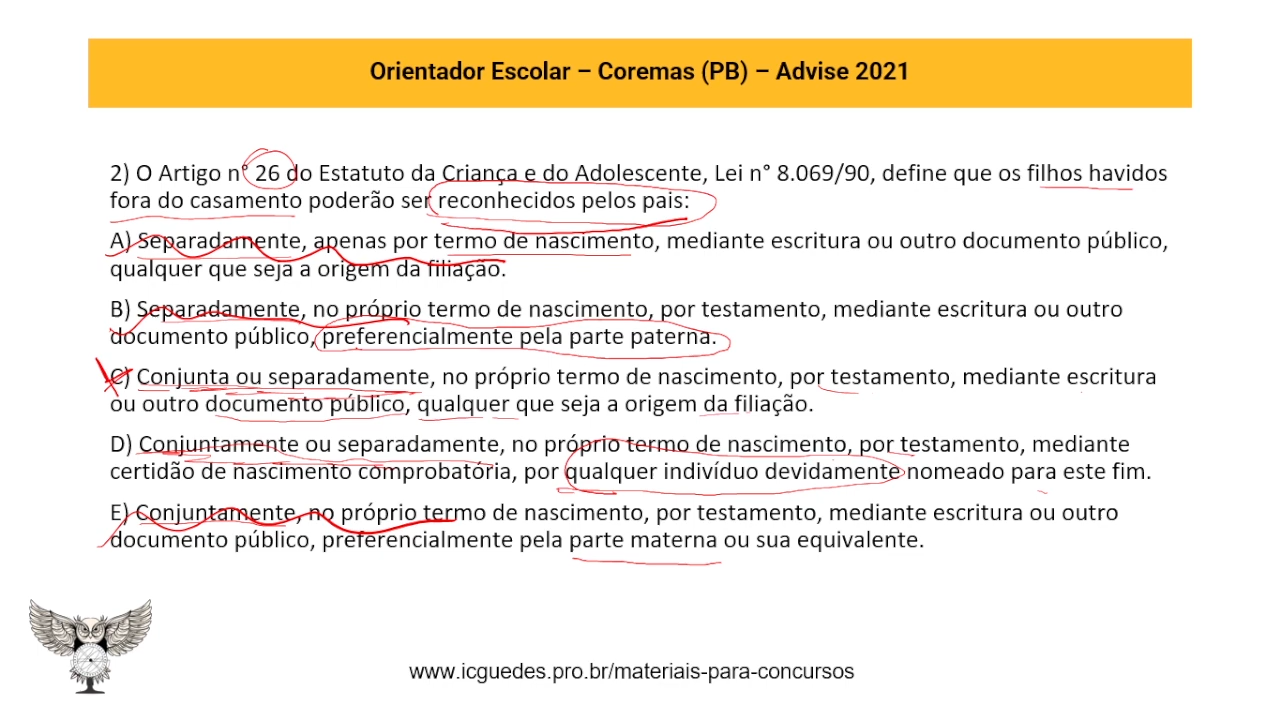 Orientador Escolar – Coremas (PB) – Advise 2021
2) O Artigo n° 26 do Estatuto da Criança e do Adolescente, Lei n° 8.069/90, define que os filhos havidos
fora do casamento poderão ser reconhecidos pelos pais:
A) Separadamente, apenas por termo de nascimento, mediante escritura ou outro documento público,
qualquer que seja a origem da filiação.
B) Separadamente, no próprio termo de nascimento, por testamento, mediante escritura ou outro
documento público, preferencialmente pela parte paterna.
C) Conjunta ou separadamente, no próprio termo de nascimento, por testamento, mediante escritura
ou outro documento público, qualquer que seja a origem da filiação.
D) Conjuntamente ou separadamente, no próprio termo de nascimento, por testamento, mediante
certidão de nascimento comprobatória, por qualquer indivíduo devidamente nomeado para este fim.
E) Conjuntamente, no próprio termo de nascimento, por testamento, mediante escritura ou outro
documento público, preferencialmente pela parte materna ou sua equivalente.
www.icguedes.pro.br/materiais-para-concursos